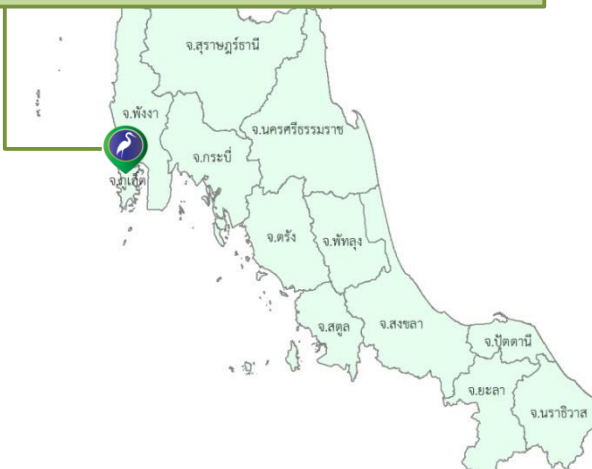 จ.สุราษฎร์ธานี
จ.พังงา
จ.นครศรีธรรมราช
จ.กระบี่
จ.ภูเก็ต
จ.ตรัง
จ.พัทลุง
จ.สตูล
จ.สงขลา
จ.ปัตตานี
จ.ยะลา
จ.นราธิวาส